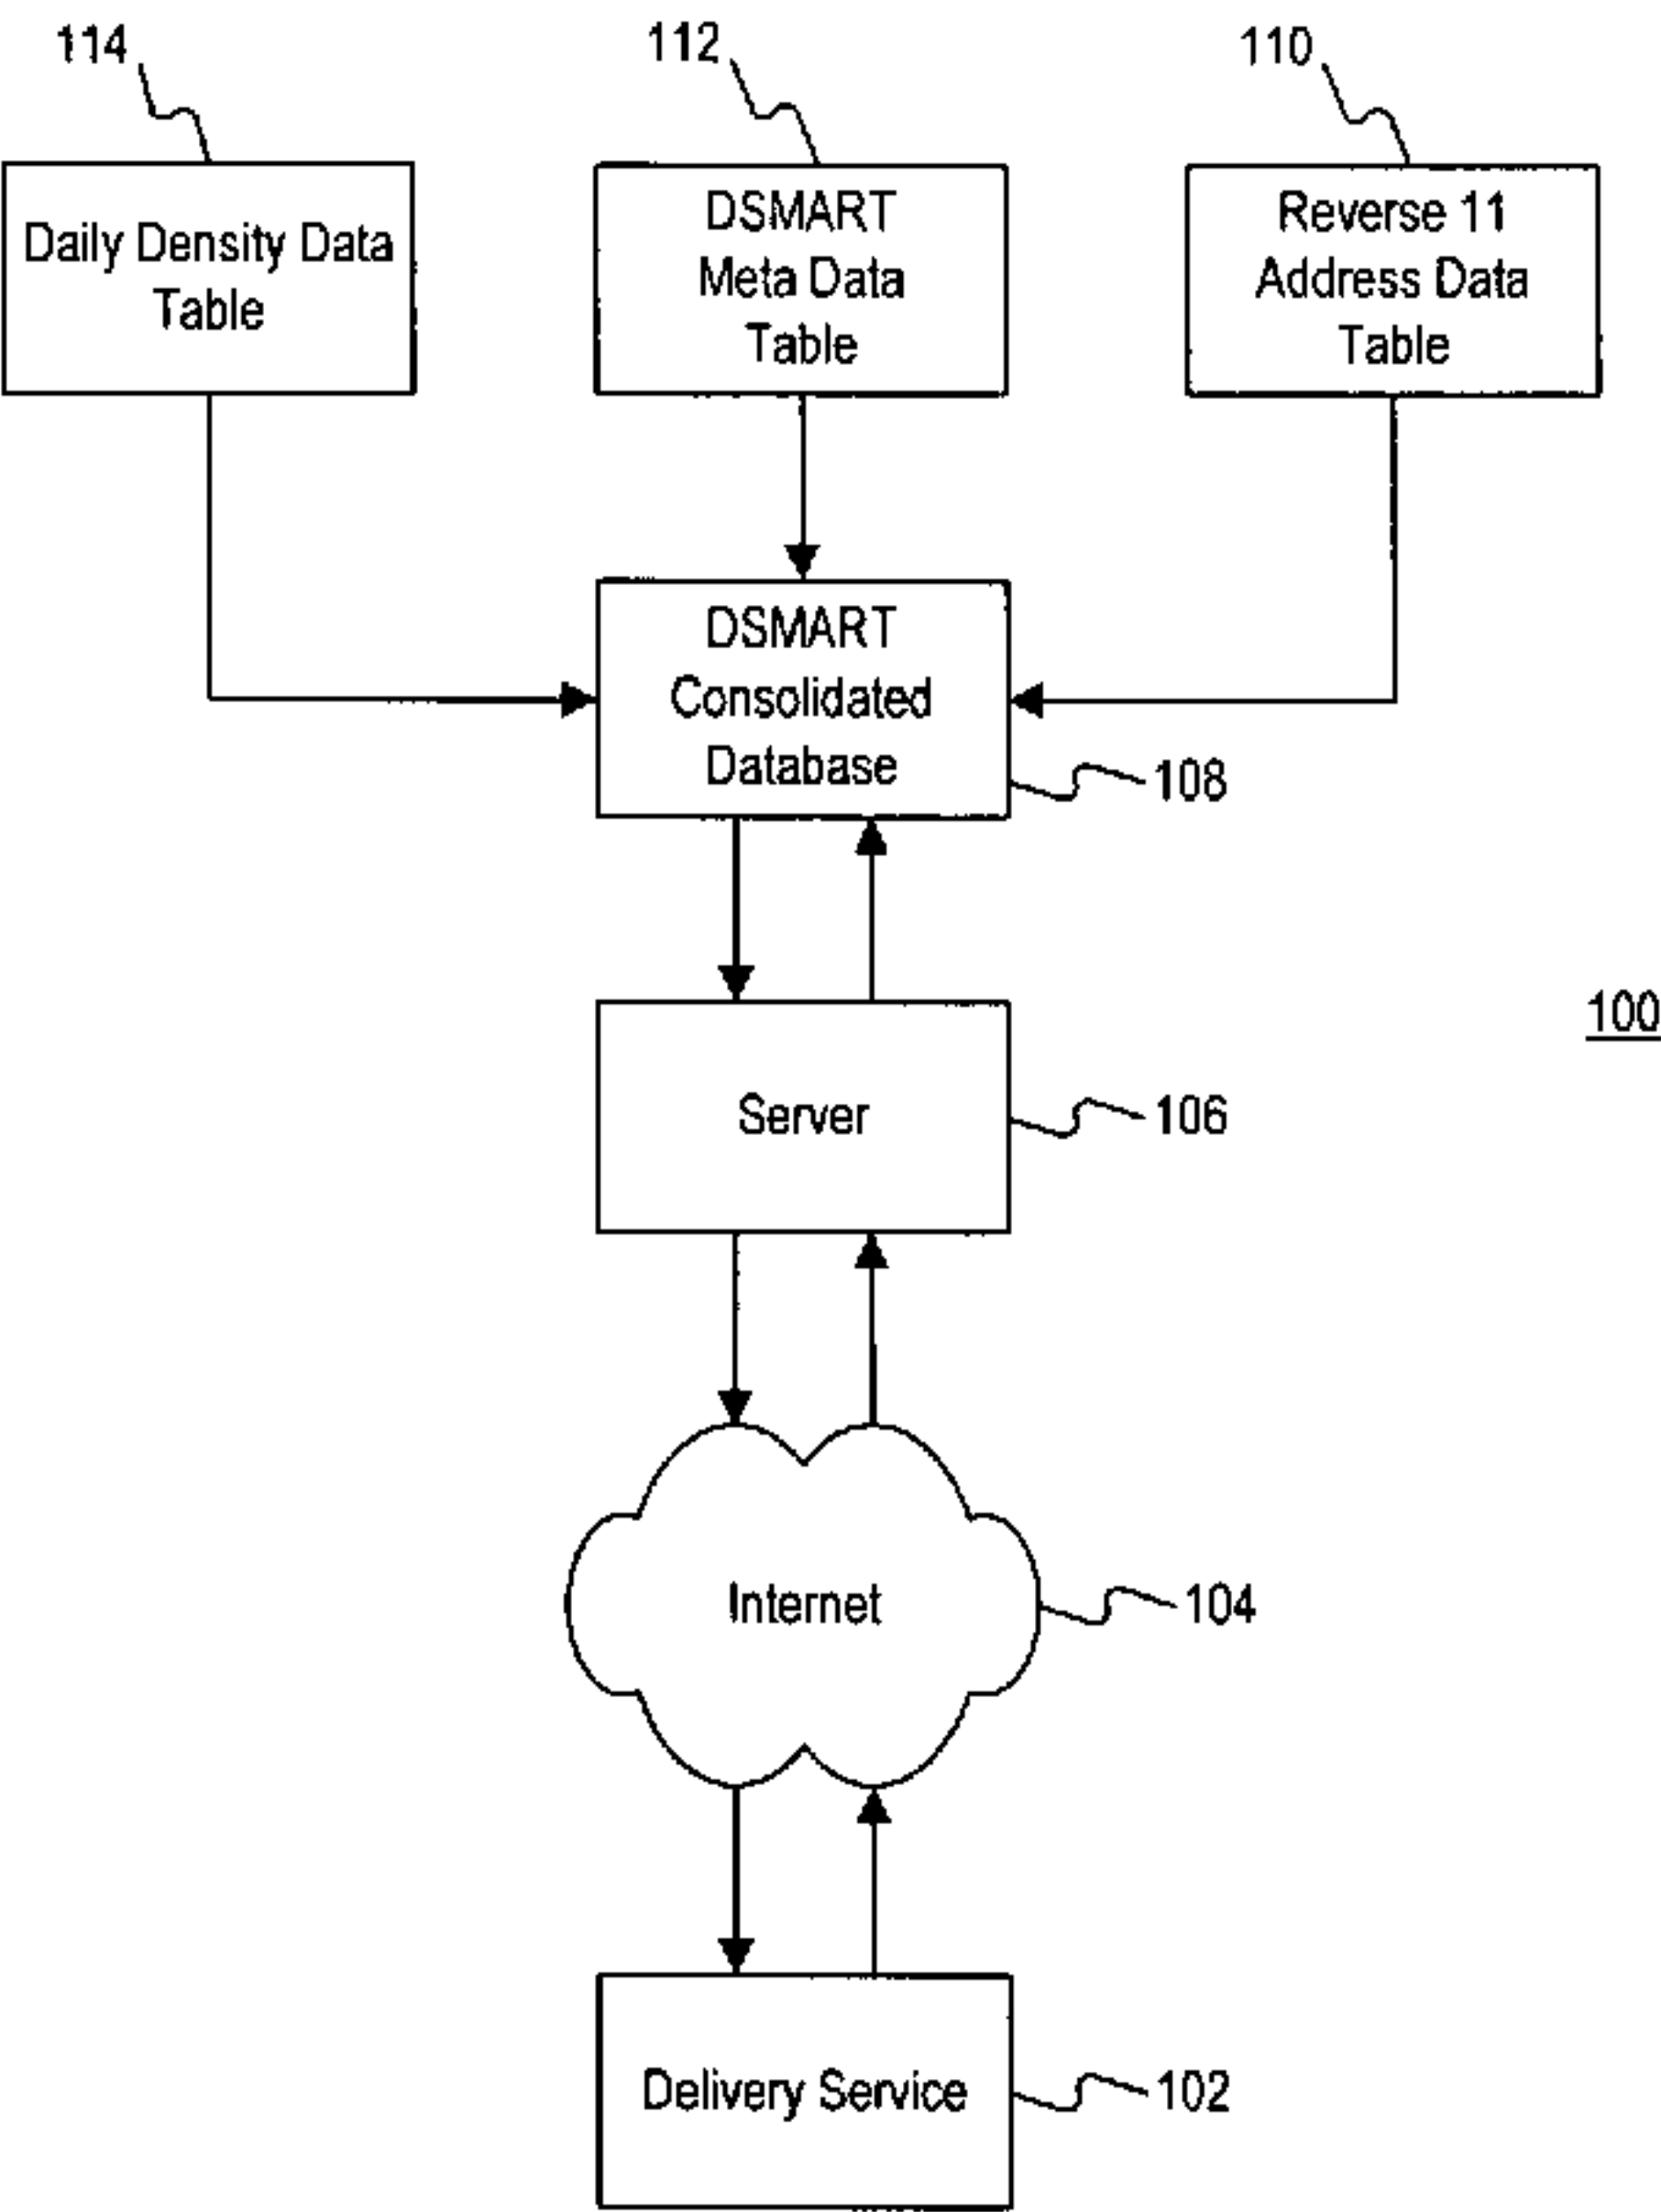 114
112
110
Daily Density Data
Table
DSMART
Meta Data
Table
Reverse 11
Address Data
Table
DSMART
Consolidated
Database
108
100
Server
106
Internet
104
Delivery Service
102